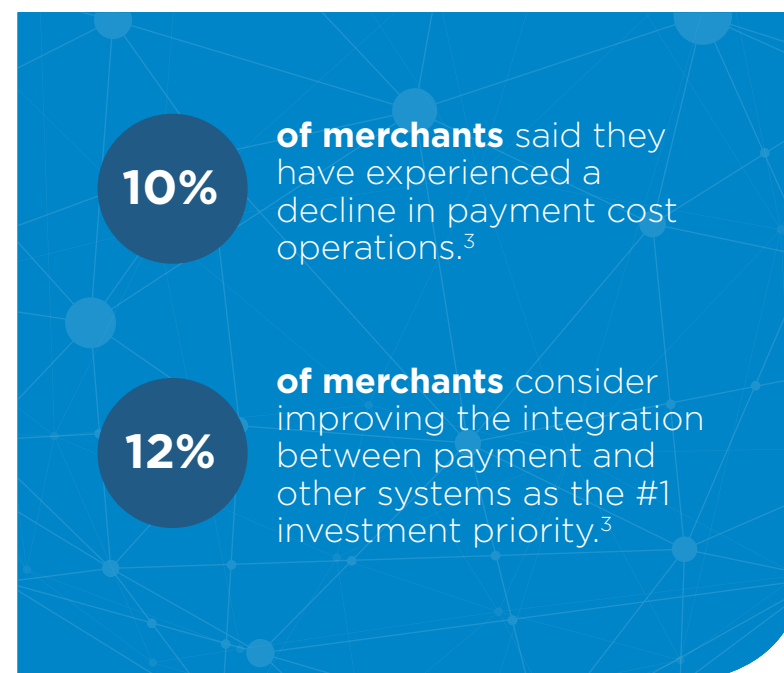 10%
of merchants said they
have experienced a
decline in payment cost
operations.3
12%
of merchants consider
improving the integration
between payment and
other systems as the #1
investment priority.3